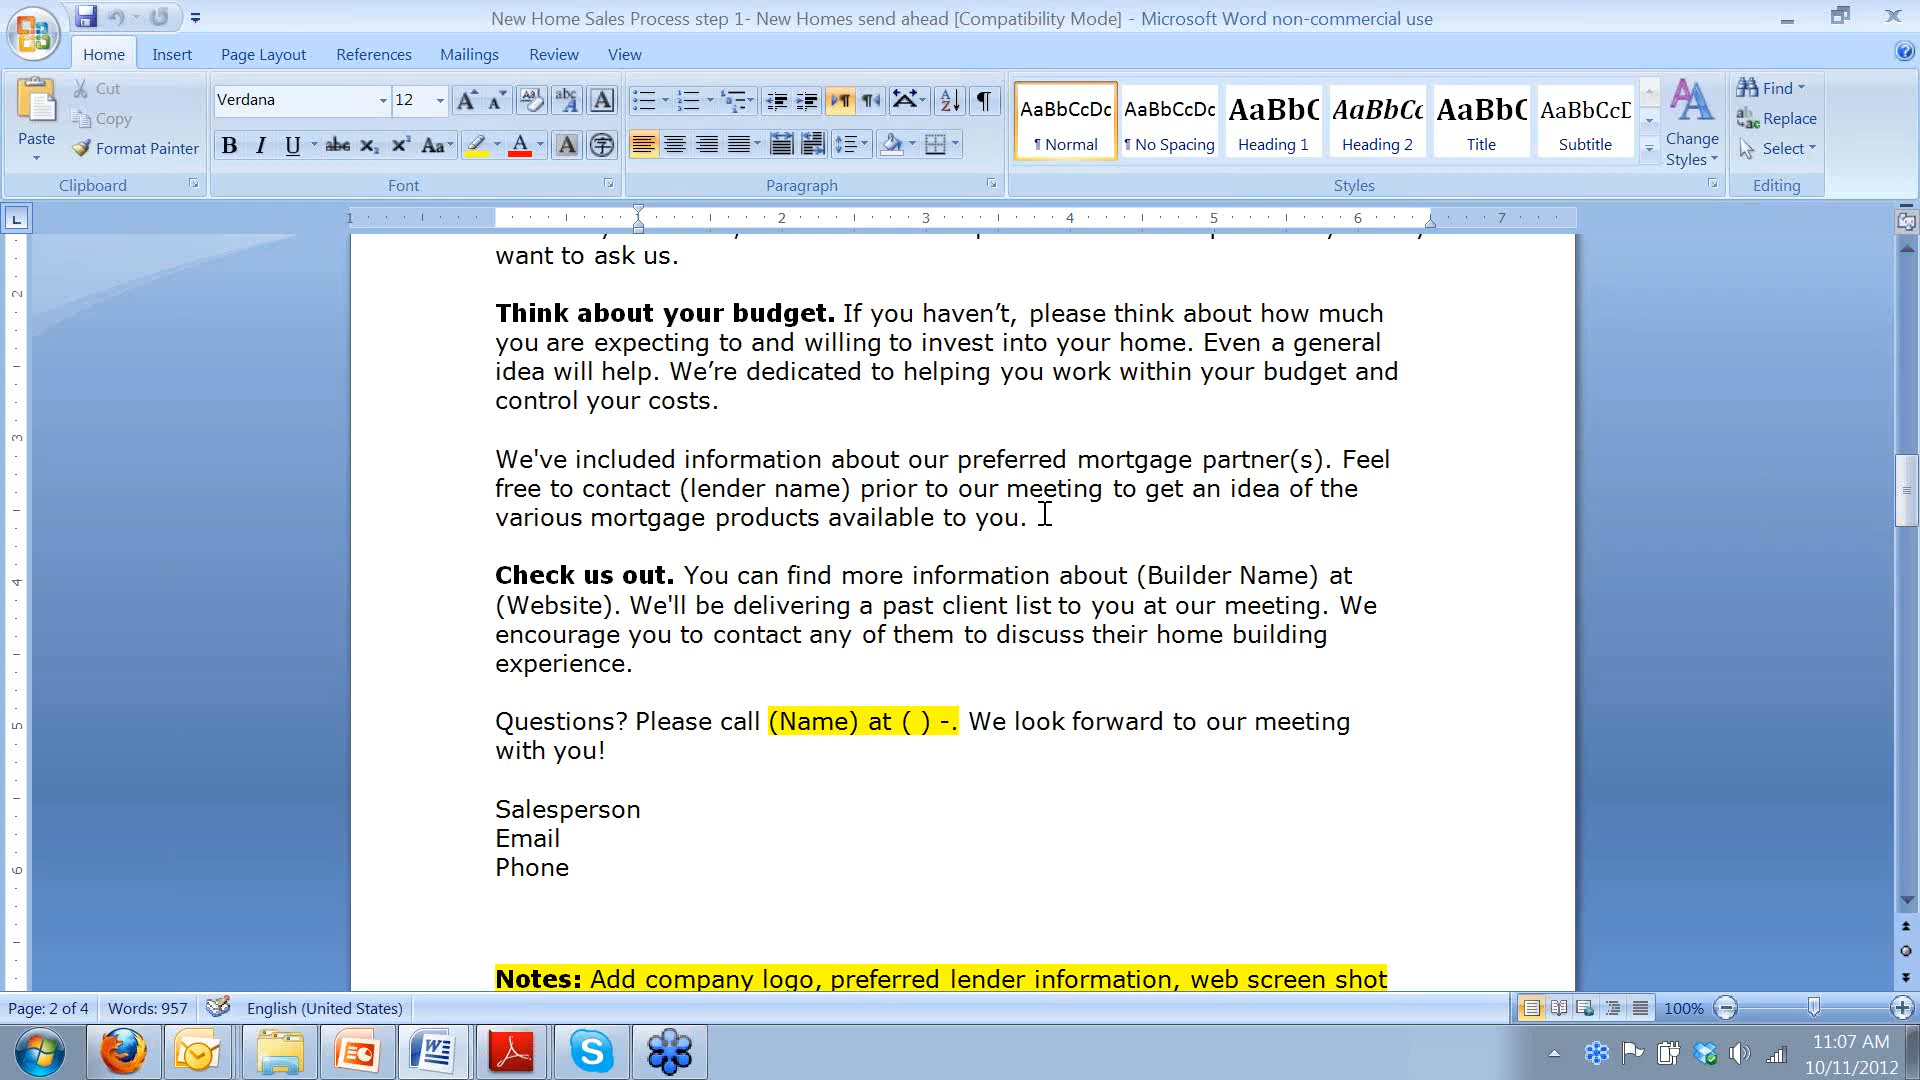 New Home Sales Process step 1- New Homes send ahead [Compatibility Mode] - Microsoft Word non-commercial use
Home Insert Page Layout References Mailings Review View
Paste
Cut
Copy
Format Painter
Clipboard
Verdana 12
B I U abc X₂ X² Aa A A
Font
Paragraph
AaBbCcDc AaBbCcDc AaBbC AaBbCc AaBbC AaBbCcD
¶ Normal ¶ No Spacing Heading 1 Heading 2 Title Subtitle
Change Styles
Styles
Find
Replace
Select
Editing
1 2 3 4 5 6 7
want to ask us.
Think about your budget. If you haven’t, please think about how much
you are expecting to and willing to invest into your home. Even a general
idea will help. We’re dedicated to helping you work within your budget and
control your costs.
We've included information about our preferred mortgage partner(s). Feel
free to contact (lender name) prior to our meeting to get an idea of the
various mortgage products available to you.
Check us out. You can find more information about (Builder Name) at
(Website). We'll be delivering a past client list to you at our meeting. We
encourage you to contact any of them to discuss their home building
experience.
Questions? Please call (Name) at ( ) -. We look forward to our meeting
with you!
Salesperson
Email
Phone
Notes: Add company logo, preferred lender information, web screen shot
Page: 2 of 4 Words: 957 English (United States) 100%
11:07 AM
10/11/2012